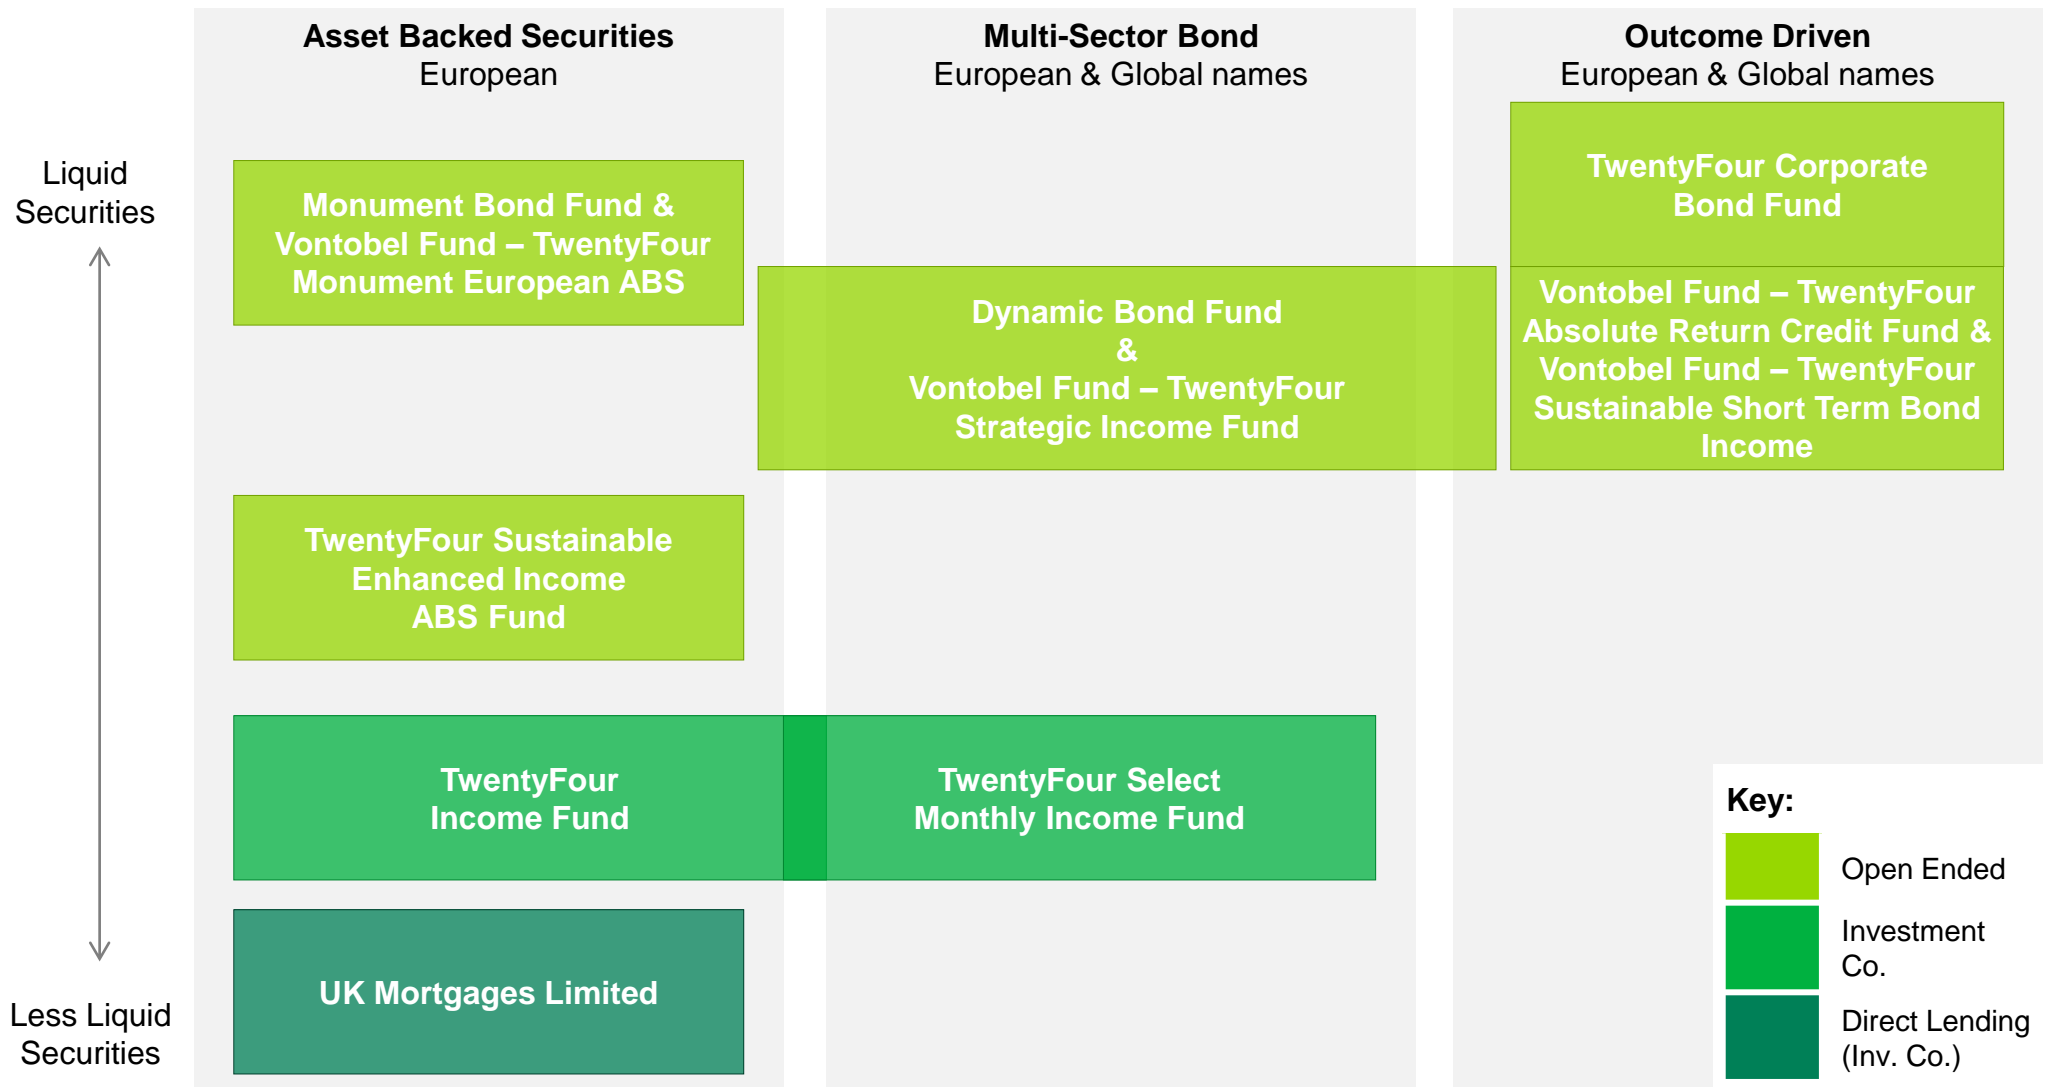 Asset Backed Securities
European
Multi-Sector Bond
European & Global names
Outcome Driven
European & Global names
Liquid
Securities
Less Liquid
Securities
Monument Bond Fund &
Vontobel Fund – TwentyFour
Monument European ABS
TwentyFour Sustainable
Enhanced Income
ABS Fund
TwentyFour
Income Fund
UK Mortgages Limited
Dynamic Bond Fund
&
Vontobel Fund – TwentyFour
Strategic Income Fund
TwentyFour Select
Monthly Income Fund
TwentyFour Corporate
Bond Fund
Vontobel Fund – TwentyFour
Absolute Return Credit Fund &
Vontobel Fund – TwentyFour
Sustainable Short Term Bond
Income
Key:
Open Ended
Investment
Co.
Direct Lending
(Inv. Co.)